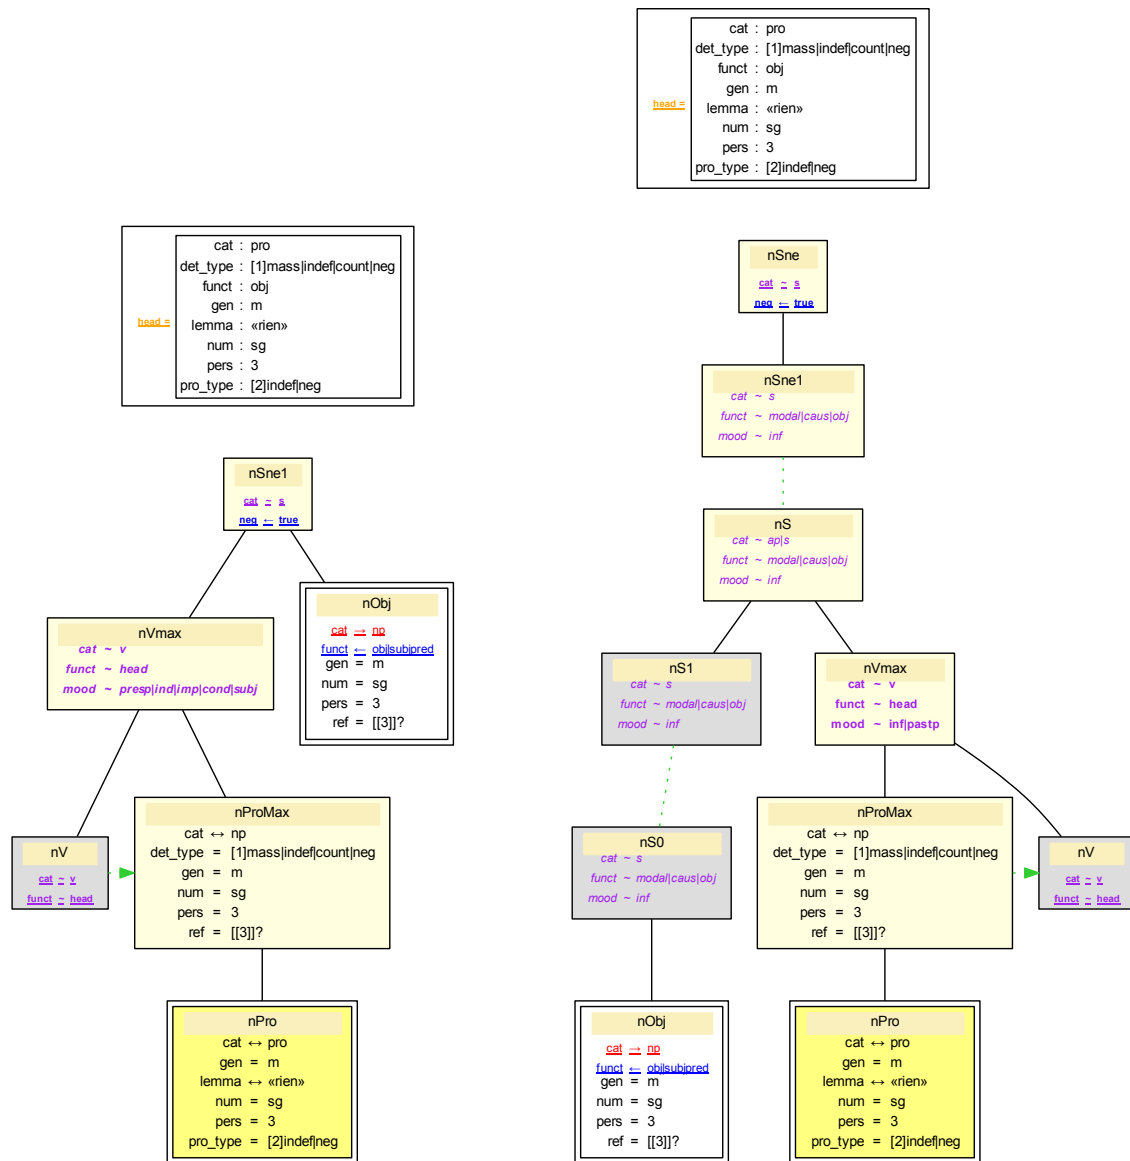 cat : pro
det_type : [1]mass|indef|count|neg
funct : obj
gen : m
head =
lemma : «rien»
num : sg
pers : 3
pro_type : [2]indef|neg
nSne
cat ~ s
neg ← true
nSne1
cat ~ s
funct ~ modal|caus|obj
mood ~ inf
nS
cat ~ ap|s
funct ~ modal|caus|obj
mood ~ inf
nS1
cat ~ s
funct ~ modal|caus|obj
mood ~ inf
nVmax
cat ~ v
funct ~ head
mood ~ inf|pastp
nS0
cat ~ s
funct ~ modal|caus|obj
mood ~ inf
nProMax
cat ↔ np
det_type = [1]mass|indef|count|neg
gen = m
num = sg
pers = 3
ref = [[3]]?
nV
cat ~ v
funct ~ head
nObj
cat → np
funct ← obj|subj|pred
gen = m
num = sg
pers = 3
ref = [[3]]?
nPro
cat ↔ pro
gen = m
lemma ↔ «rien»
num = sg
pers = 3
pro_type = [2]indef|neg
cat : pro
det_type : [1]mass|indef|count|neg
funct : obj
gen : m
head =
lemma : «rien»
num : sg
pers : 3
pro_type : [2]indef|neg
nSne1
cat ~ s
neg ← true
nVmax
cat ~ v
funct ~ head
mood ~ presp|ind|imp|cond|subj
nObj
cat → np
funct ← obj|subj|pred
gen = m
num = sg
pers = 3
ref = [[3]]?
nV
cat ~ v
funct ~ head
nProMax
cat ↔ np
det_type = [1]mass|indef|count|neg
gen = m
num = sg
pers = 3
ref = [[3]]?
nPro
cat ↔ pro
gen = m
lemma ↔ «rien»
num = sg
pers = 3
pro_type = [2]indef|neg